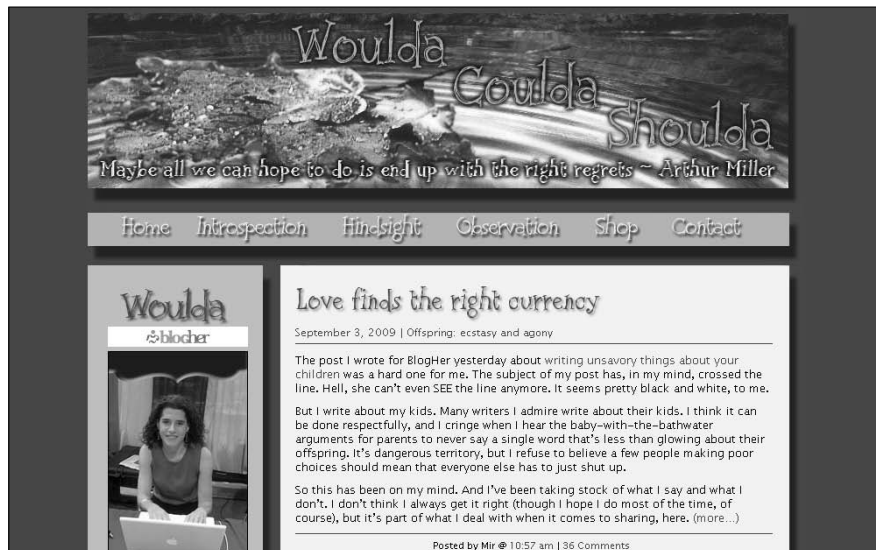 Woulda
Coulda
Shoulda
Maybe all we can hope to do is end up with the right regrets ~ Arthur Miller
Home Introspection Hindsight Observation Shop Contact
Woulda
blogher
Love finds the right currency
September 3, 2009 | Offspring: ecstasy and agony
The post I wrote for BlogHer yesterday about writing unsavory things about your
children was a hard one for me. The subject of my post has, in my mind, crossed the
line. Hell, she can't even SEE the line anymore. It seems pretty black and white, to me.
But I write about my kids. Many writers I admire write about their kids. I think it can
be done respectfully, and I cringe when I hear the baby-with-the-bathwater
arguments for parents to never say a single word that's less than glowing about their
offspring. It's dangerous territory, but I refuse to believe a few people making poor
choices should mean that everyone else has to just shut up.
So this has been on my mind. And I've been taking stock of what I say and what I
don't. I don't think I always get it right (though I hope I do most of the time, of
course), but it's part of what I deal with when it comes to sharing, here. (more...)
Posted by Mir @ 10:57 am | 36 Comments